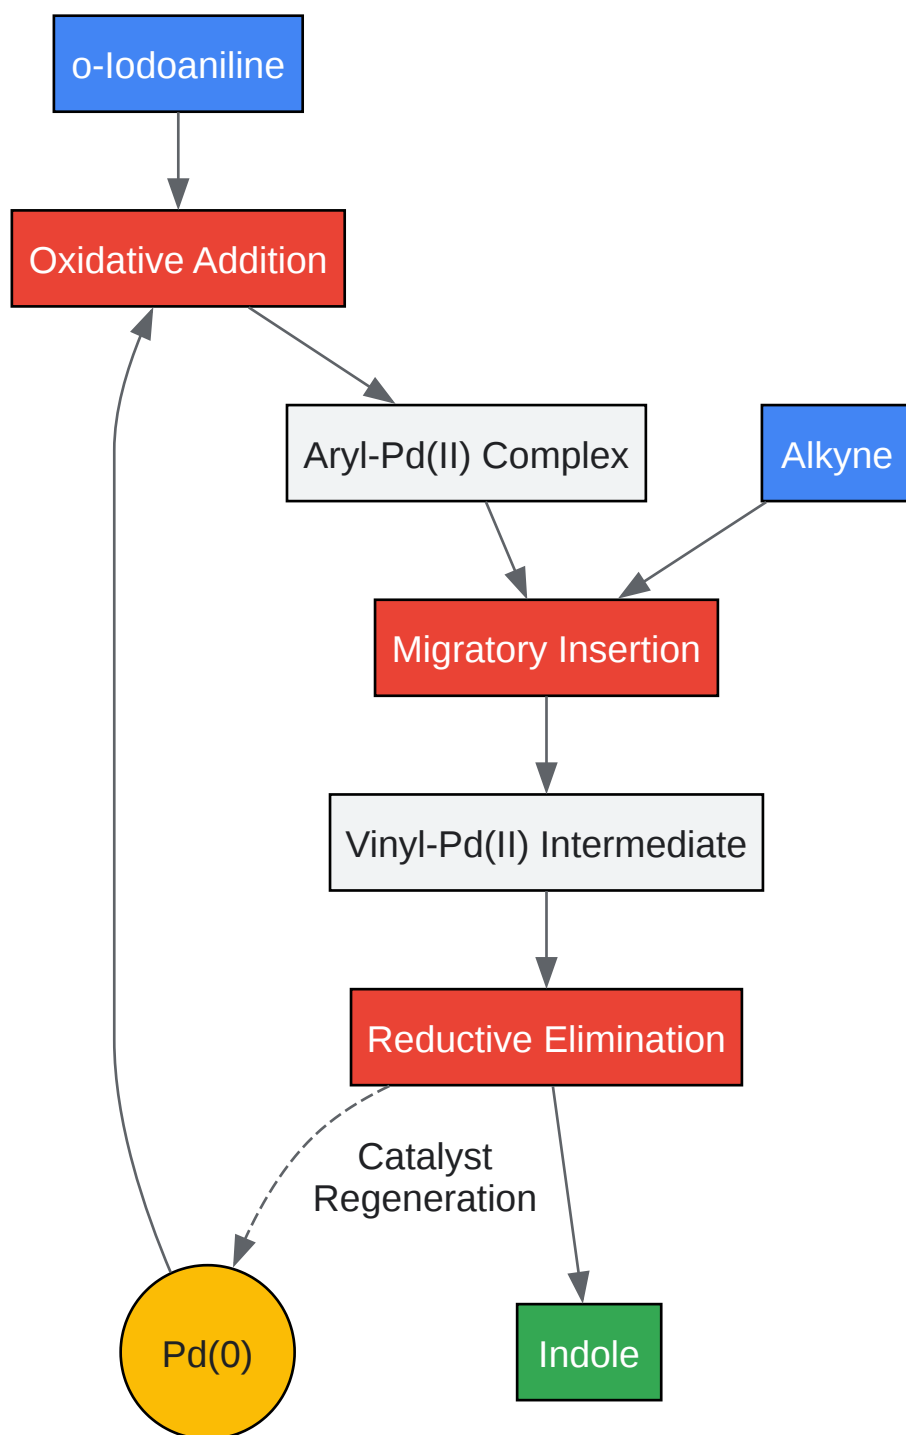 o-Iodoaniline
Oxidative Addition
Aryl-Pd(II) Complex
Alkyne
Migratory Insertion
Vinyl-Pd(II) Intermediate
Reductive Elimination
Catalyst
Regeneration
Pd(0)
Indole